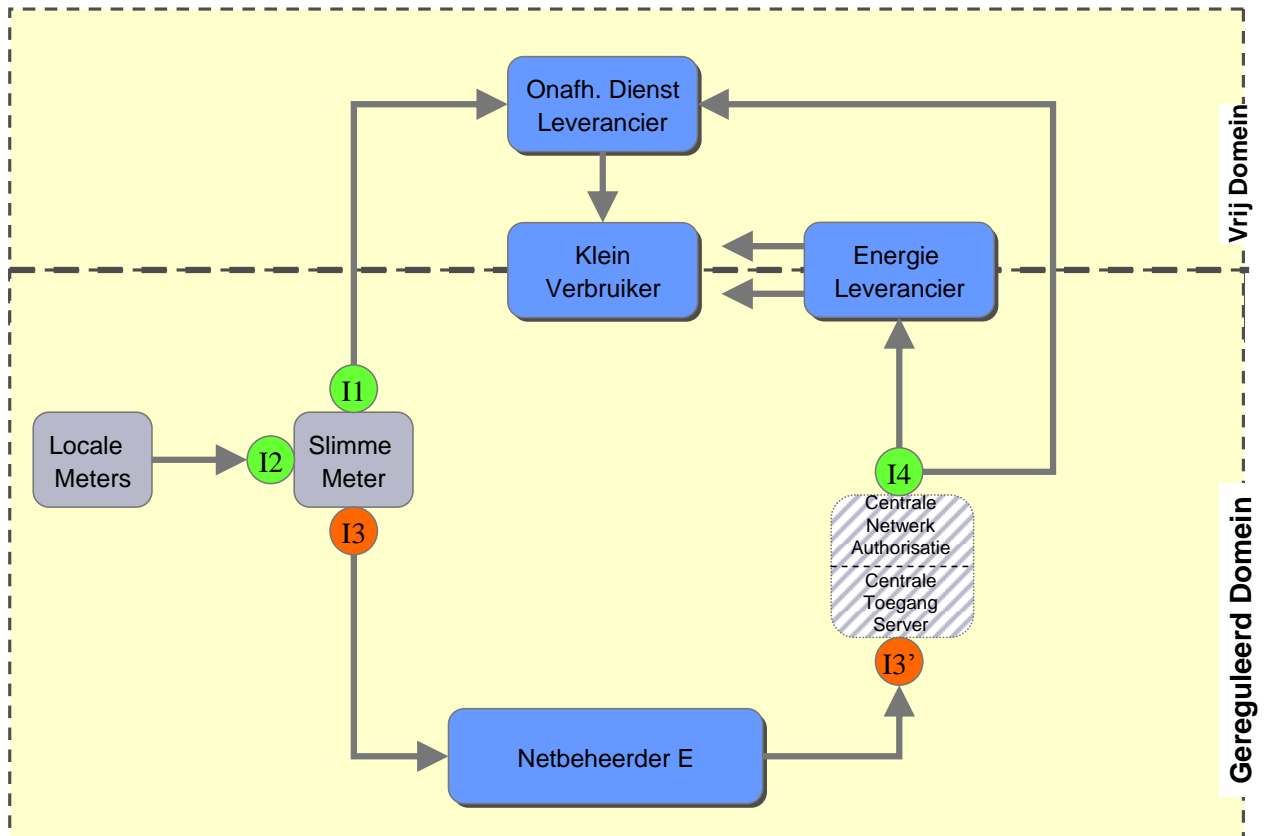 Onafh. Dienst
Leverancier
Vrij Domein
Klein
Verbruiker
Energie
Leverancier
I1
Locale
Meters
I2
Slimme
Meter
I3
I4
Centrale
Netwerk
Authorisatie
Centrale
Toegang
Server
I3’
Netbeheerder E
Gereguleerd Domein